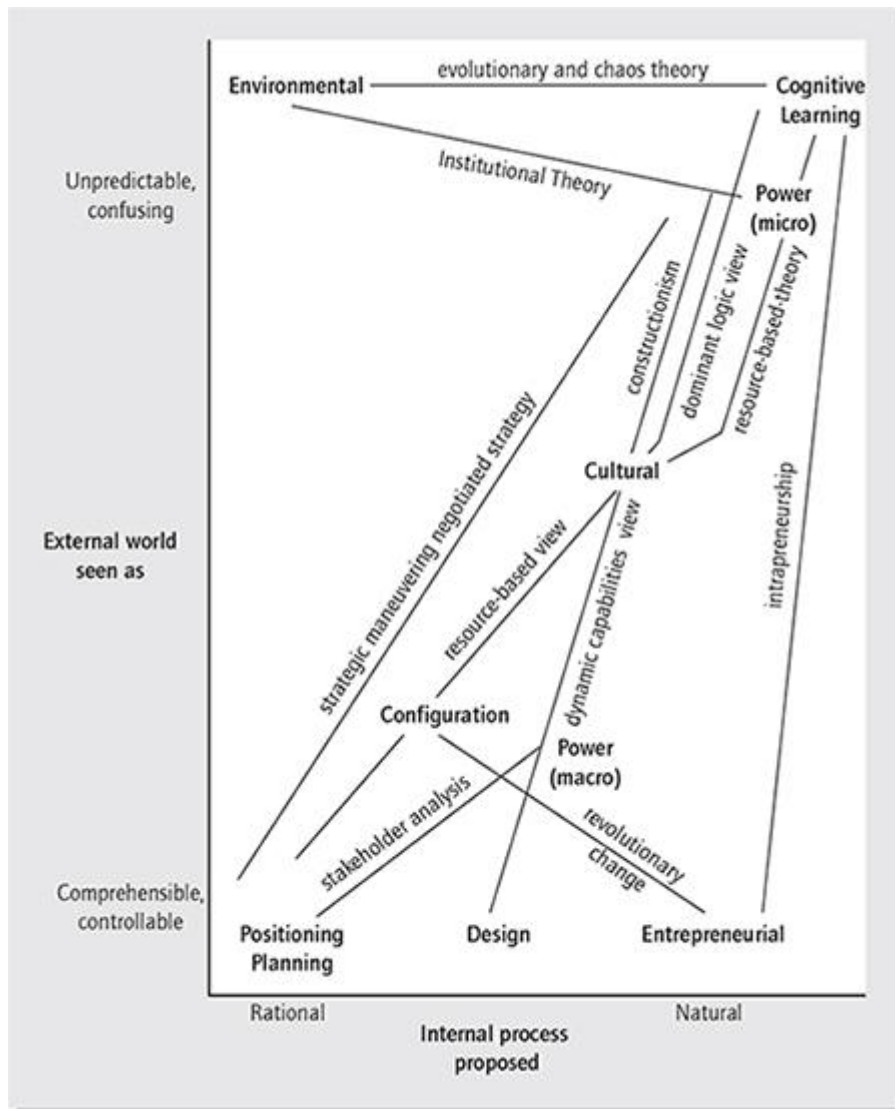 evolutionary and chaos theory
Environmental
Cognitive
Learning
Institutional Theory
Unpredictable,
confusing
Power
(micro)
constructionism
dominant logic view
resource-based-theory
strategic maneuvering negotiated strategy
Cultural
External world
seen as
resource-based view
dynamic capabilities view
intrapreneurship
Configuration
Power
(macro)
stakeholder analysis
revolutionary
change
Comprehensible,
controllable
Positioning
Planning
Design
Entrepreneurial
Rational
Natural
Internal process
proposed